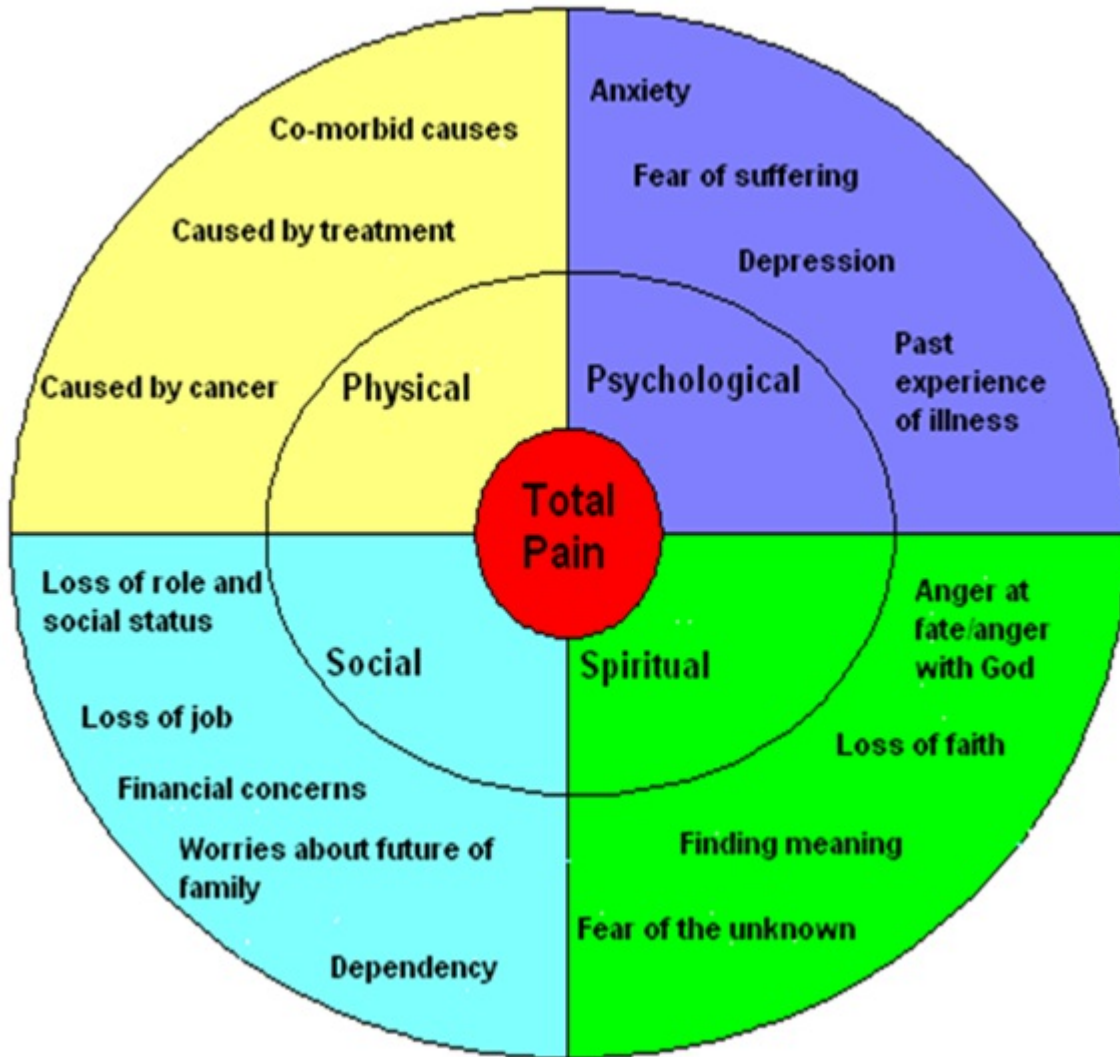 Co-morbid causes
Caused by treatment
Caused by cancer
Physical
Anxiety
Fear of suffering
Depression
Past
experience
of illness
Psychological
Total
Pain
Loss of role and
social status
Social
Loss of job
Financial concerns
Worries about future of
family
Dependency
Spiritual
Anger at
fate/anger
with God
Loss of faith
Finding meaning
Fear of the unknown